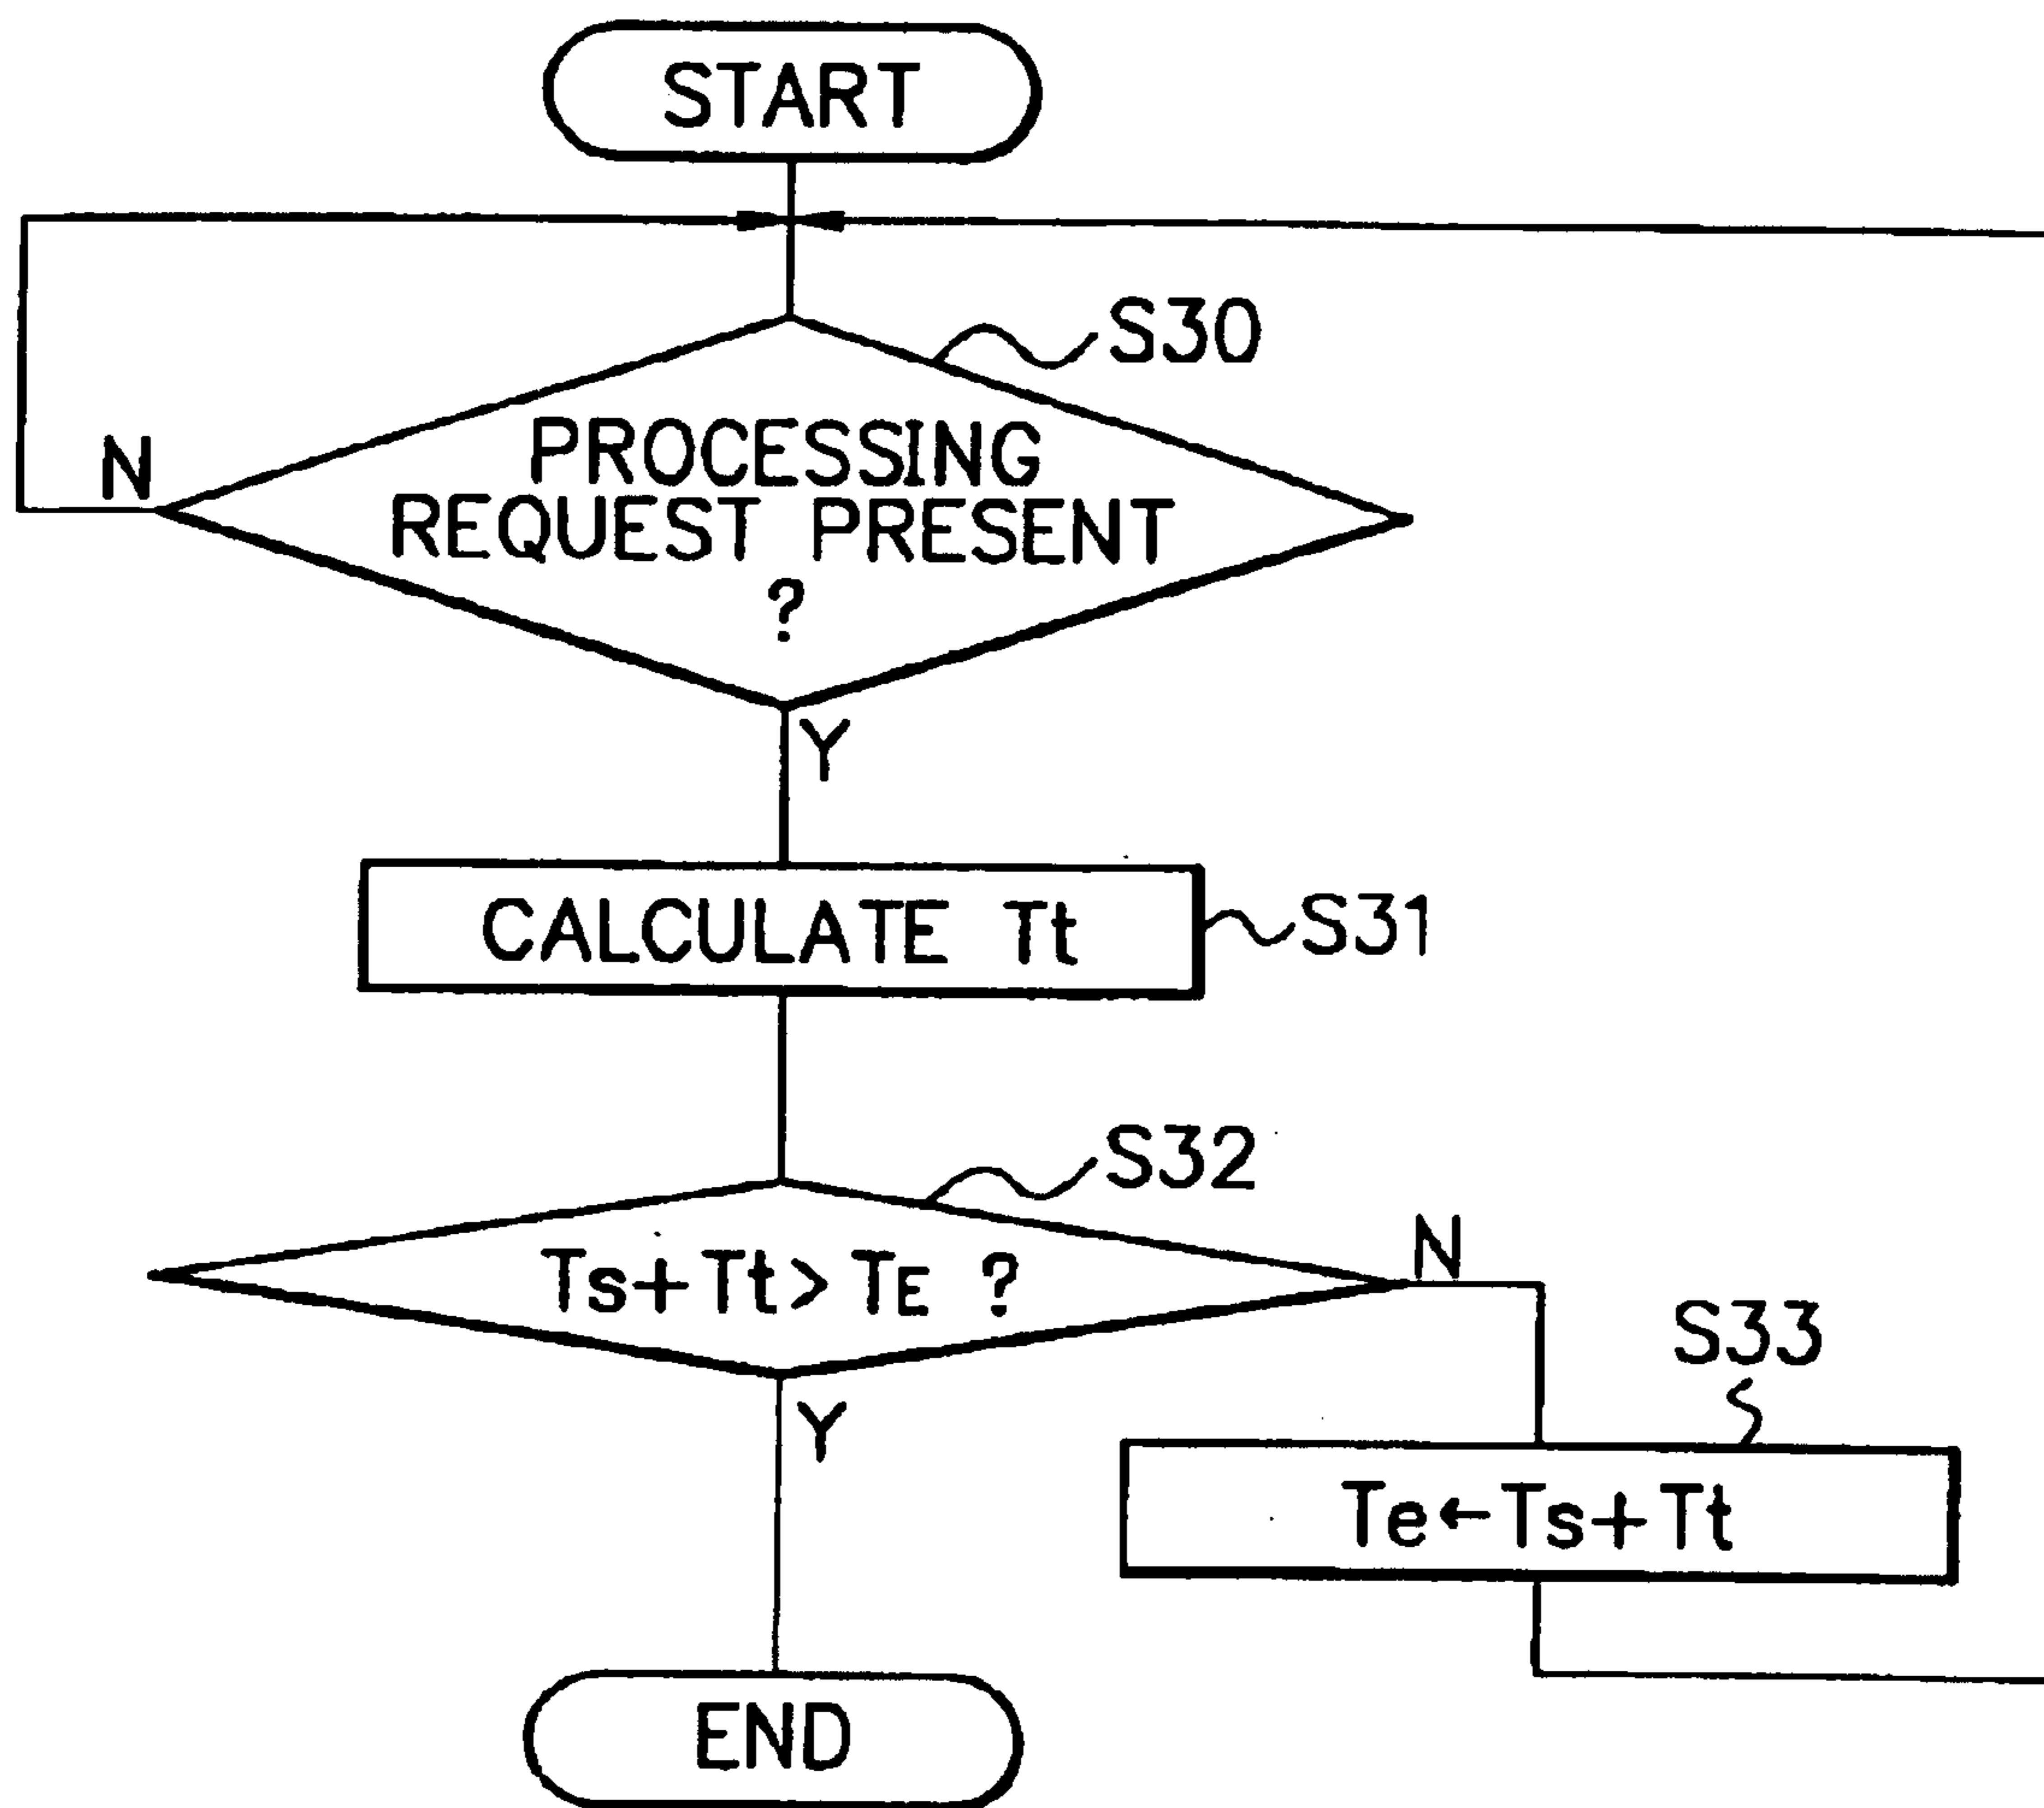 START
S30
PROCESSING
N
REQUEST PRESENT
?
Y
CALCULATE Tt
S31
S32
N
Ts+Tt>TE ?
S33
Y
Te←Ts+Tt
END